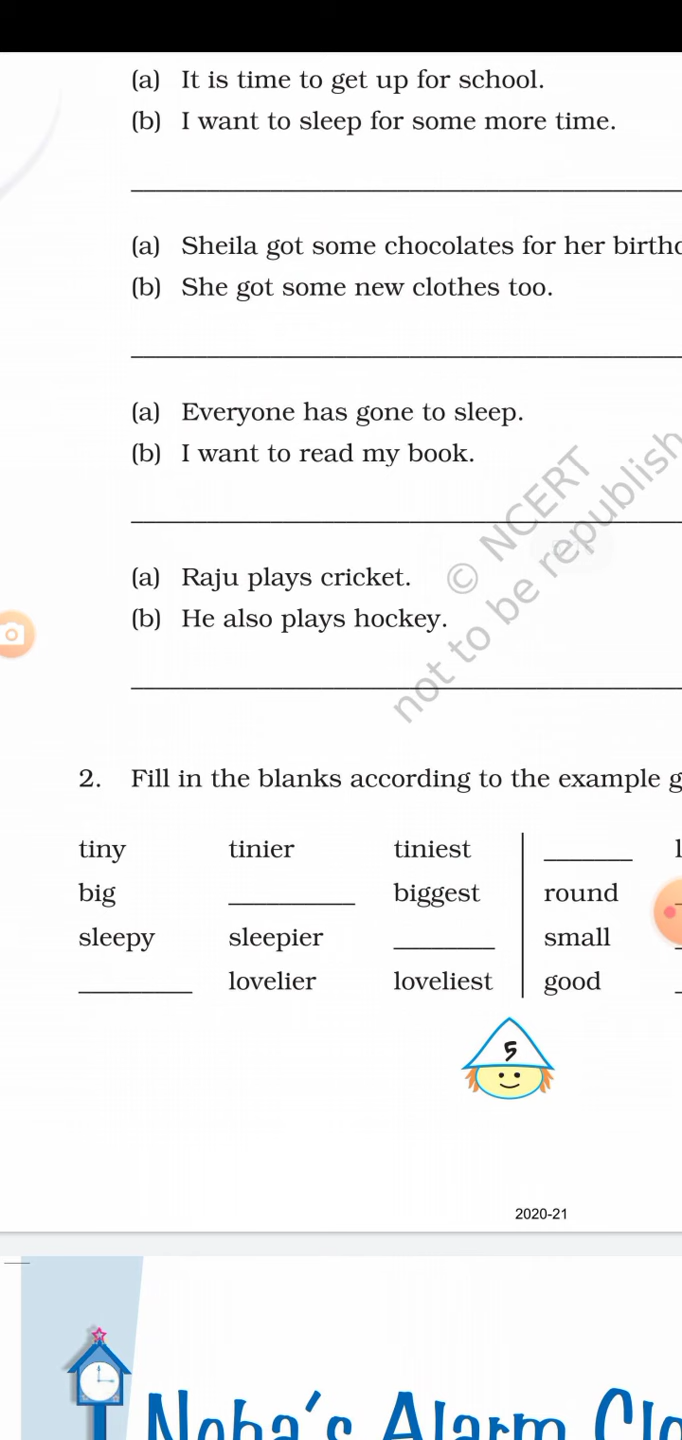 (a) It is time to get up for school.
(b) I want to sleep for some more time.
(a) Sheila got some chocolates for her
(b) She got some new clothes too.
(a) Everyone has gone to sleep.
(b) I want to read my book.
© NCERT
not to be republish
(a) Raju plays cricket.
(b) He also plays hockey.
2. Fill in the blanks according to the example
tiny tinier tiniest
big biggest round
sleepy sleepier small
lovelier loveliest good
5
2020-21
Neha's Alarm